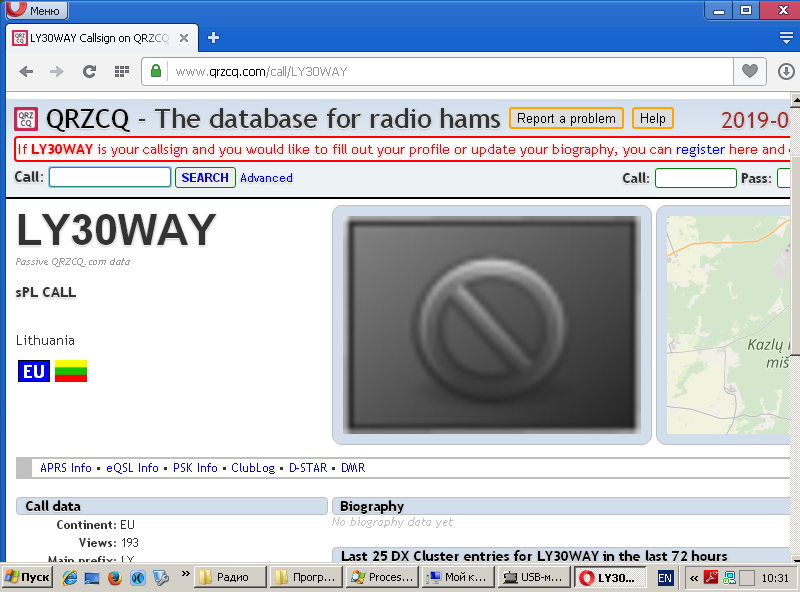 Меню
QRZ CQ LY30WAY Callsign on QRZCQ
www.qrzcq.com/call/LY30WAY
QRZ CQ QRZCQ - The database for radio hams Report a problem Help 2019-0
If LY30WAY is your callsign and you would like to fill out your profile or update your biography, you can register here and
Call: SEARCH Advanced Call: Pass:
LY30WAY
Passive QRZCQ.com data
sPL CALL
Lithuania
EU
Kazlų
miš
APRS Info • eQSL Info • PSK Info • ClubLog • D-STAR • DMR
Call data Biography
Continent: EU No biography data yet
Views: 193
Main prefix: LY
Last 25 DX Cluster entries for LY30WAY in the last 72 hours
Пуск » Радио Прогр... Proces... Мой к... USB-м... LY30... EN « 10:31